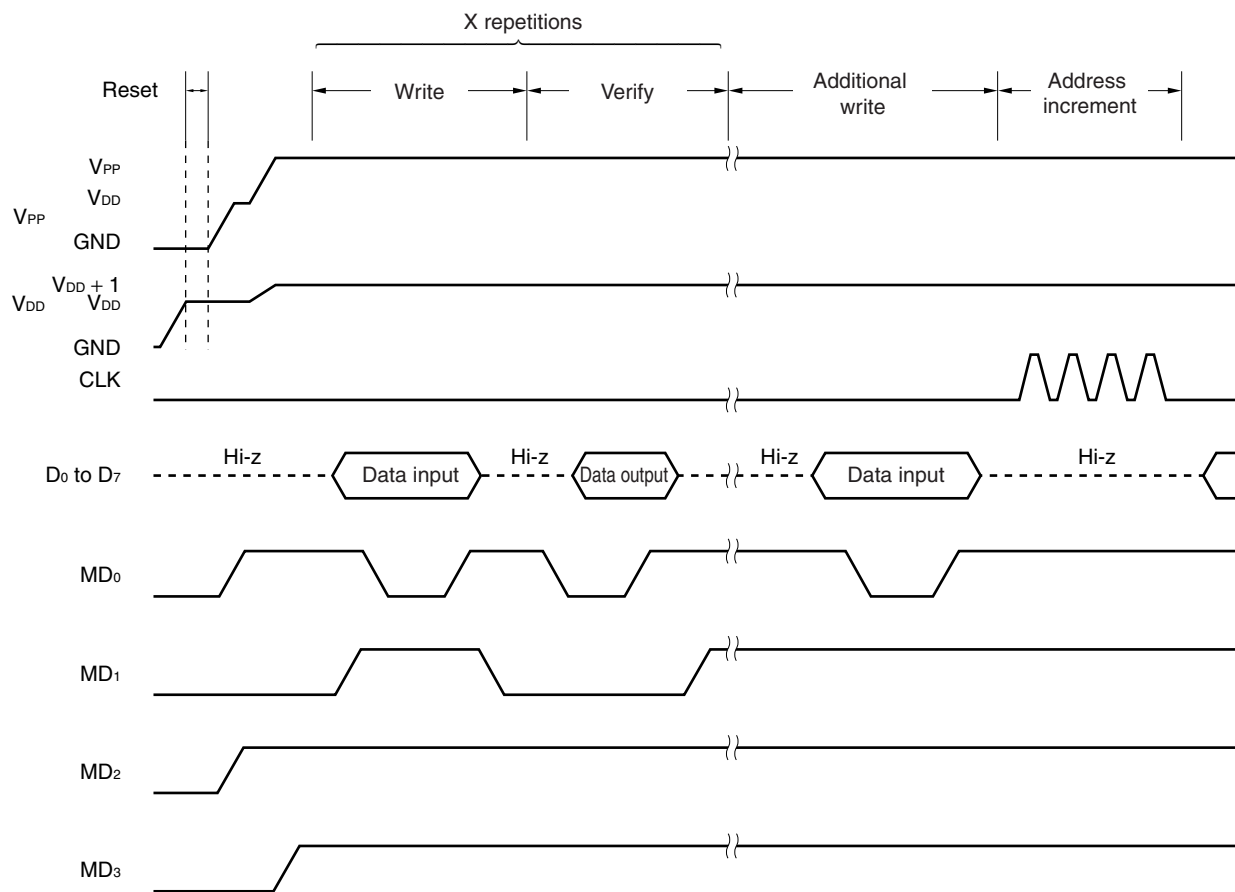 X repetitions
Reset
Write
Verify
Additional
write
Address
increment
VPP
VDD
VPP
GND
VDD + 1
VDD
VDD
GND
CLK
D0 to D7
Hi-z
Data input
Hi-z
Data output
Hi-z
Data input
Hi-z
MD0
MD1
MD2
MD3